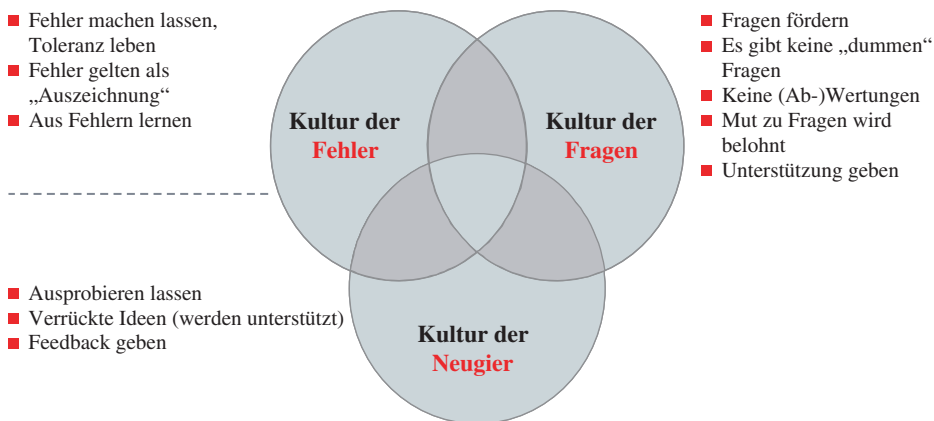 Fehler machen lassen,
Toleranz leben
Fehler gelten als
„Auszeichnung“
Aus Fehlern lernen
Kultur der
Fehler
Kultur der
Fragen
Fragen fördern
Es gibt keine „dummen“
Fragen
Keine (Ab-)Wertungen
Mut zu Fragen wird
belohnt
Unterstützung geben
Ausprobieren lassen
Verrückte Ideen (werden unterstützt)
Feedback geben
Kultur der
Neugier